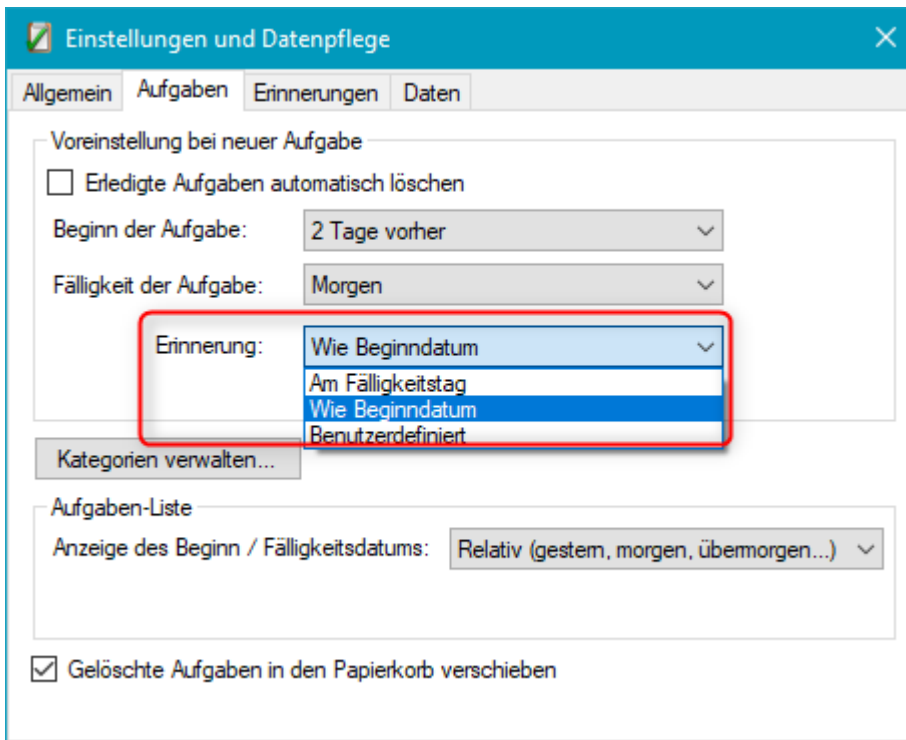 Einstellungen und Datenpflege
Allgemein Aufgaben Erinnerungen Daten
Voreinstellung bei neuer Aufgabe
Erledigte Aufgaben automatisch löschen
Beginn der Aufgabe: 2 Tage vorher
Fälligkeit der Aufgabe: Morgen
Erinnerung: Wie Beginndatum
Am Fälligkeitstag
Wie Beginndatum
Benutzerdefiniert
Kategorien verwalten...
Aufgaben-Liste
Anzeige des Beginn / Fälligkeitsdatums: Relativ (gestern, morgen, übermorgen...)
Gelöschte Aufgaben in den Papierkorb verschieben